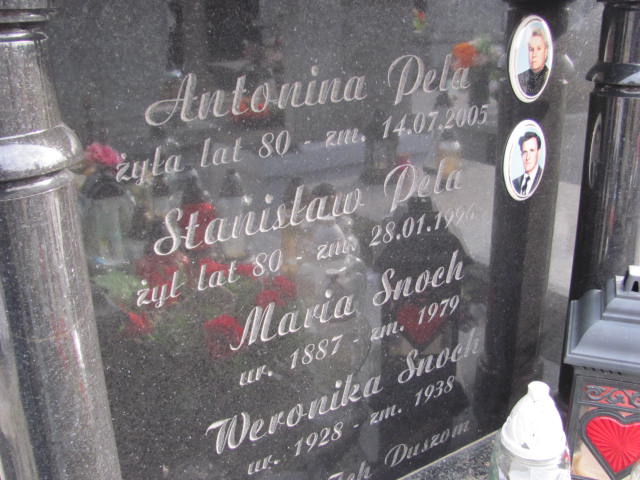 Antonina Pela
żyła lat 80 - zm. 14.07.2005
Stanisław Pela
żył lat 80 - zm. 28.01.1996
Maria Snoch
ur. 1887 - zm. 1979
Weronika Snoch
ur. 1928 - zm. 1938
Ich Duszom